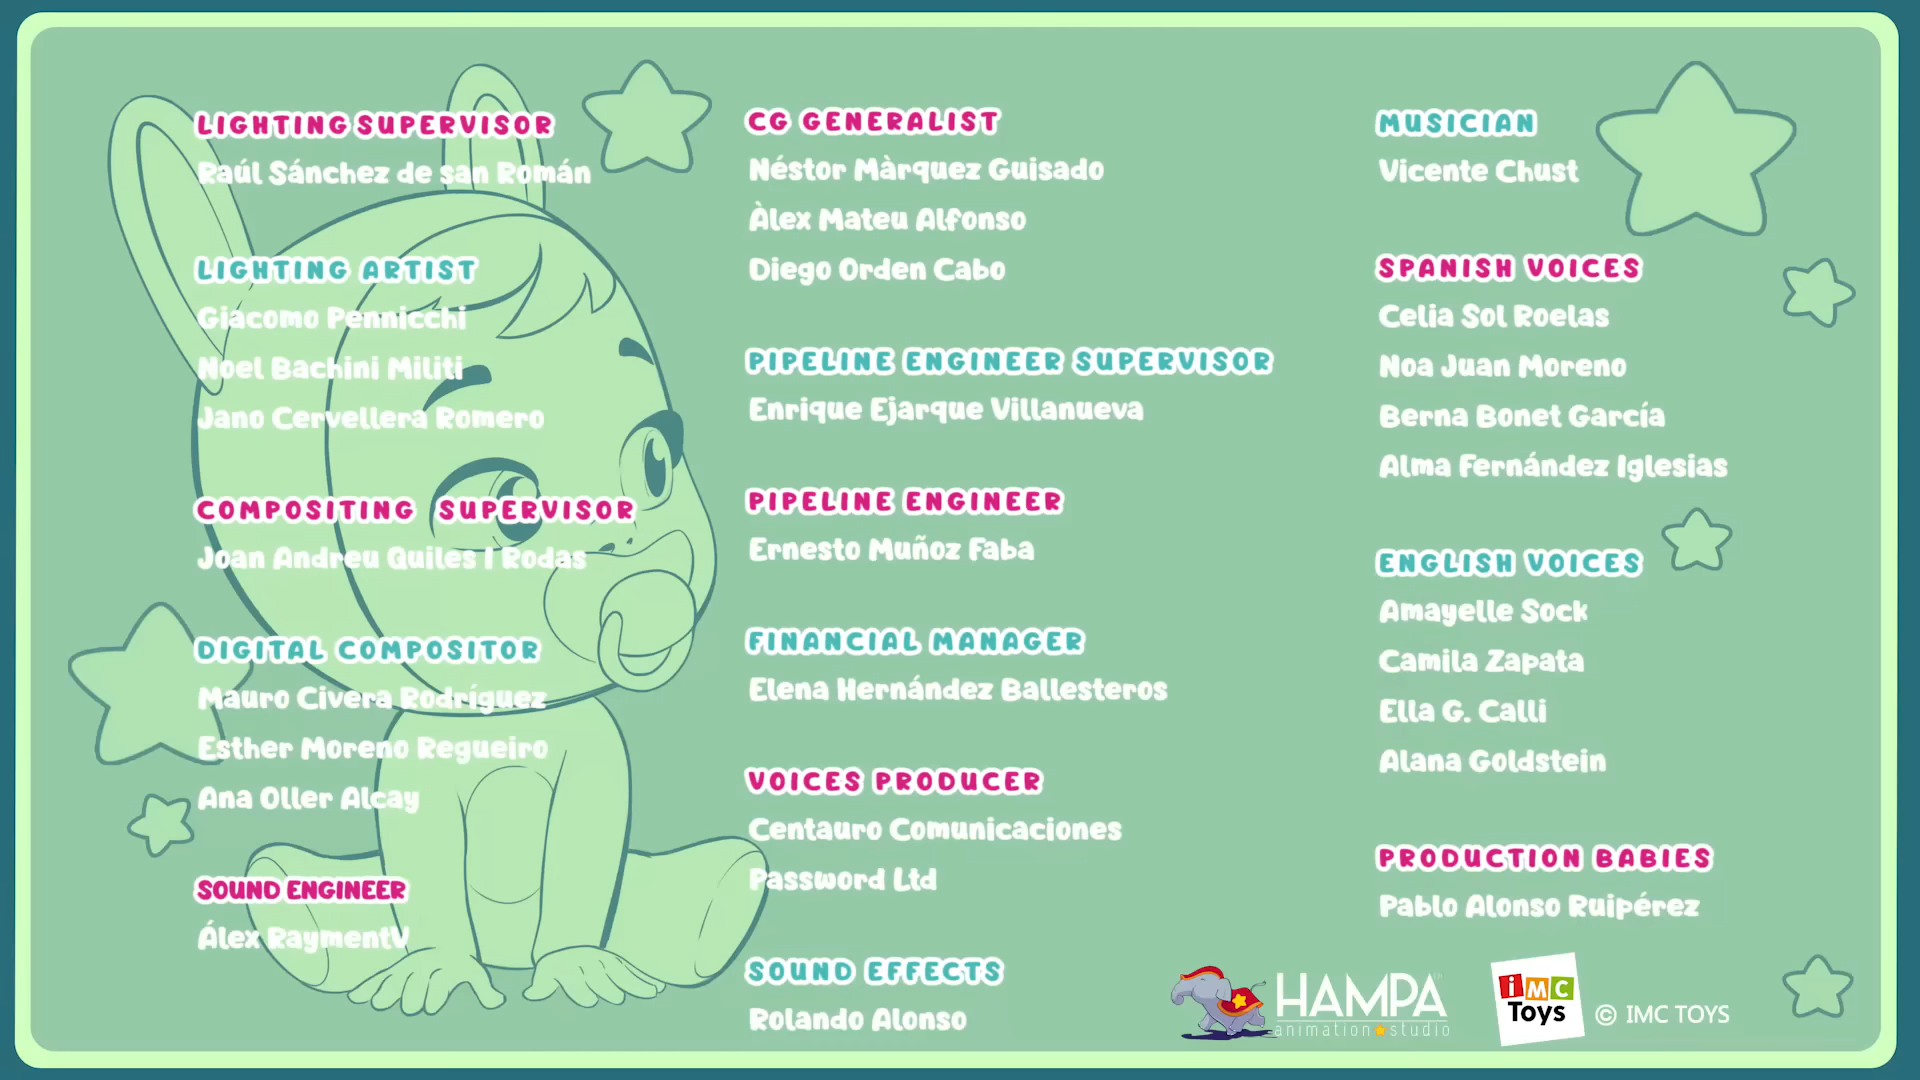 LIGHTING SUPERVISOR
Raúl Sánchez de san Román
LIGHTING ARTIST
Giacomo Pennicchi
Noel Bachini Militi
Jano Cervellera Romero
COMPOSITING SUPERVISOR
Joan Andreu Quiles I Rodas
DIGITAL COMPOSITOR
Mauro Civera Rodríguez
Esther Moreno Regueiro
Ana Oller Alcay
SOUND ENGINEER
Álex RaymentV
CG GENERALIST
Néstor Màrquez Guisado
Àlex Mateu Alfonso
Diego Orden Cabo
PIPELINE ENGINEER SUPERVISOR
Enrique Ejarque Villanueva
PIPELINE ENGINEER
Ernesto Muñoz Faba
FINANCIAL MANAGER
Elena Hernández Ballesteros
VOICES PRODUCER
Centauro Comunicaciones
Password Ltd
SOUND EFFECTS
Rolando Alonso
MUSICIAN
Vicente Chust
SPANISH VOICES
Celia Sol Roelas
Noa Juan Moreno
Berna Bonet García
Alma Fernández Iglesias
ENGLISH VOICES
Amayelle Sock
Camila Zapata
Ella G. Calli
Alana Goldstein
PRODUCTION BABIES
Pablo Alonso Ruipérez
HAMPA
animation studio
iMC
Toys
© IMC TOYS